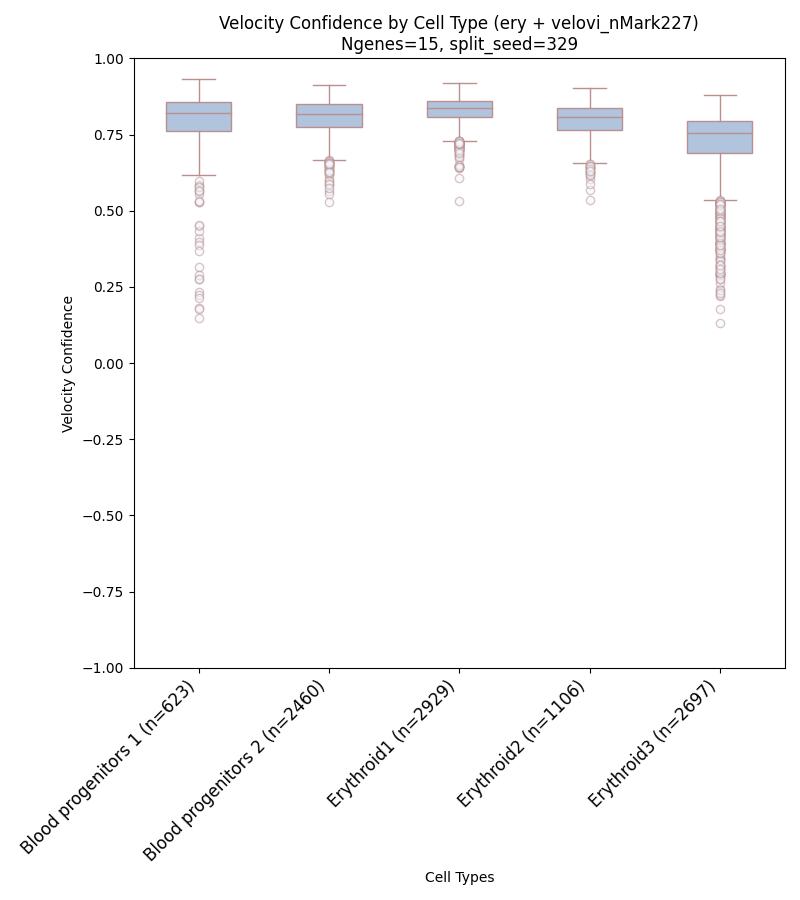 Velocity Confidence by Cell Type (ery + velovi_nMark227)
Ngenes=15, split_seed=329
1.00
0.75
0.50
0.25
0.00
−0.25
−0.50
−0.75
−1.00
Velocity Confidence
Blood progenitors 1 (n=623)
Blood progenitors 2 (n=2460)
Erythroid1 (n=2929)
Erythroid2 (n=1106)
Erythroid3 (n=2697)
Cell Types